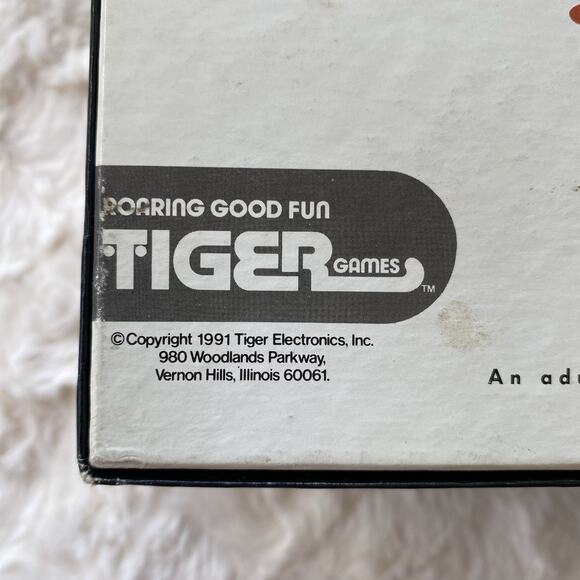 ROARING GOOD FUN
TIGER GAMES ™
© Copyright 1991 Tiger Electronics, Inc.
980 Woodlands Parkway,
Vernon Hills, Illinois 60061.
An